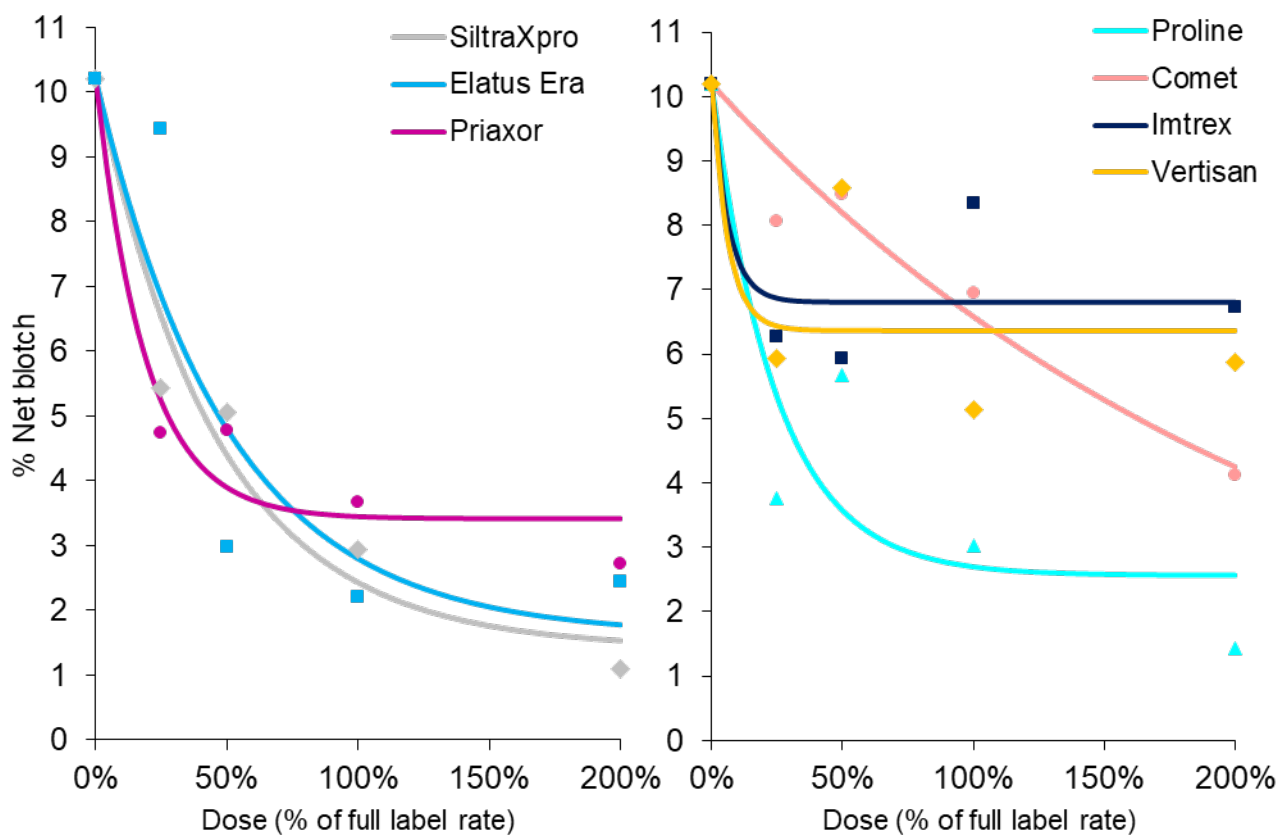 % Net blotch
11
10
9
8
7
6
5
4
3
2
1
0
0% 50% 100% 150% 200%
Dose (% of full label rate)
SiltraXpro
Elatus Era
Priaxor
11
10
9
8
7
6
5
4
3
2
1
0
0% 50% 100% 150% 200%
Dose (% of full label rate)
Proline
Comet
Imtrex
Vertisan